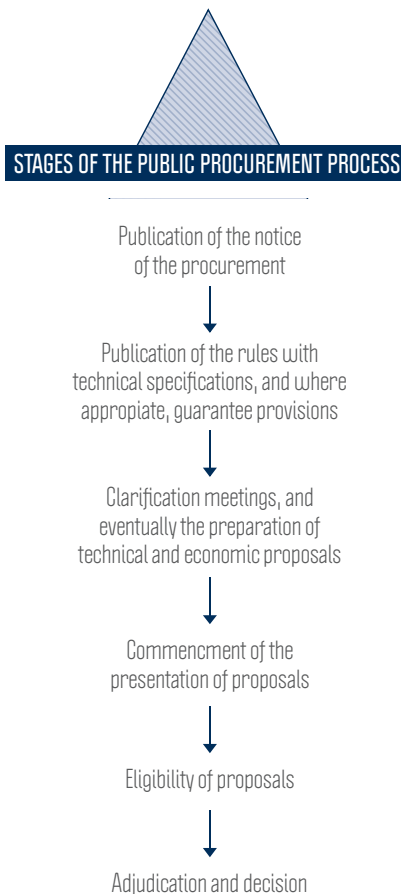 STAGES OF THE PUBLIC PROCUREMENT PROCESS
Publication of the notice
of the procurement
Publication of the rules with
technical specifications, and where
appropiate, guarantee provisions
Clarification meetings, and
eventually the preparation of
technical and economic proposals
Commencment of the
presentation of proposals
Eligibility of proposals
Adjudication and decision